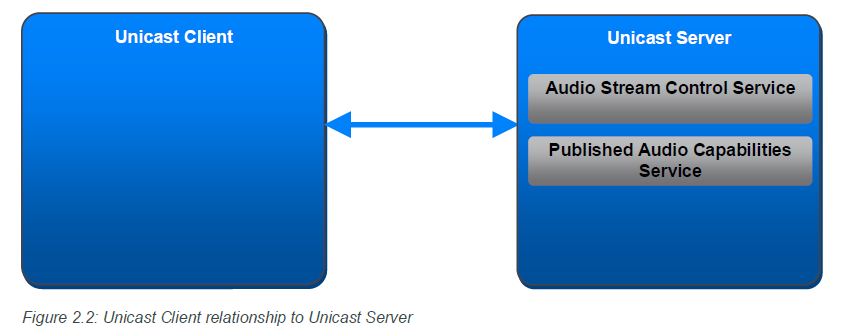 Unicast Client
Unicast Server
Audio Stream Control Service
Published Audio Capabilities
Service
Figure 2.2: Unicast Client relationship to Unicast Server